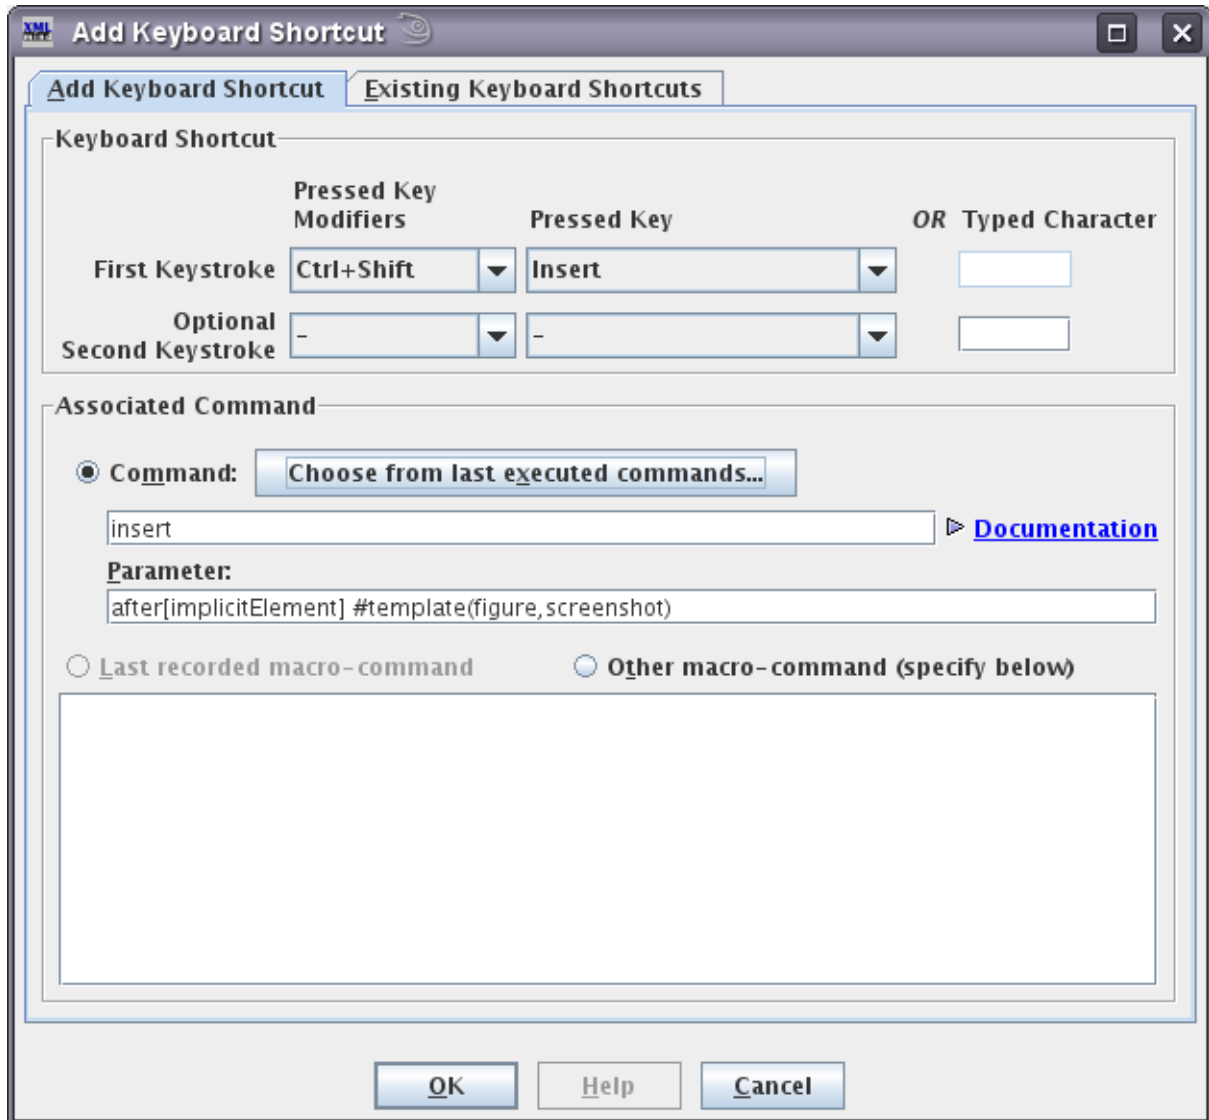 XML
Add Keyboard Shortcut
Add Keyboard Shortcut
Existing Keyboard Shortcuts
Keyboard Shortcut
Pressed Key
Modifiers
Pressed Key
OR Typed Character
First Keystroke
Ctrl+Shift
Insert
Optional
Second Keystroke
-
-
Associated Command
Command:
Choose from last executed commands...
insert
Documentation
Parameter:
after[implicitElement] #template(figure,screenshot)
Last recorded macro-command
Other macro-command (specify below)
OK
Help
Cancel